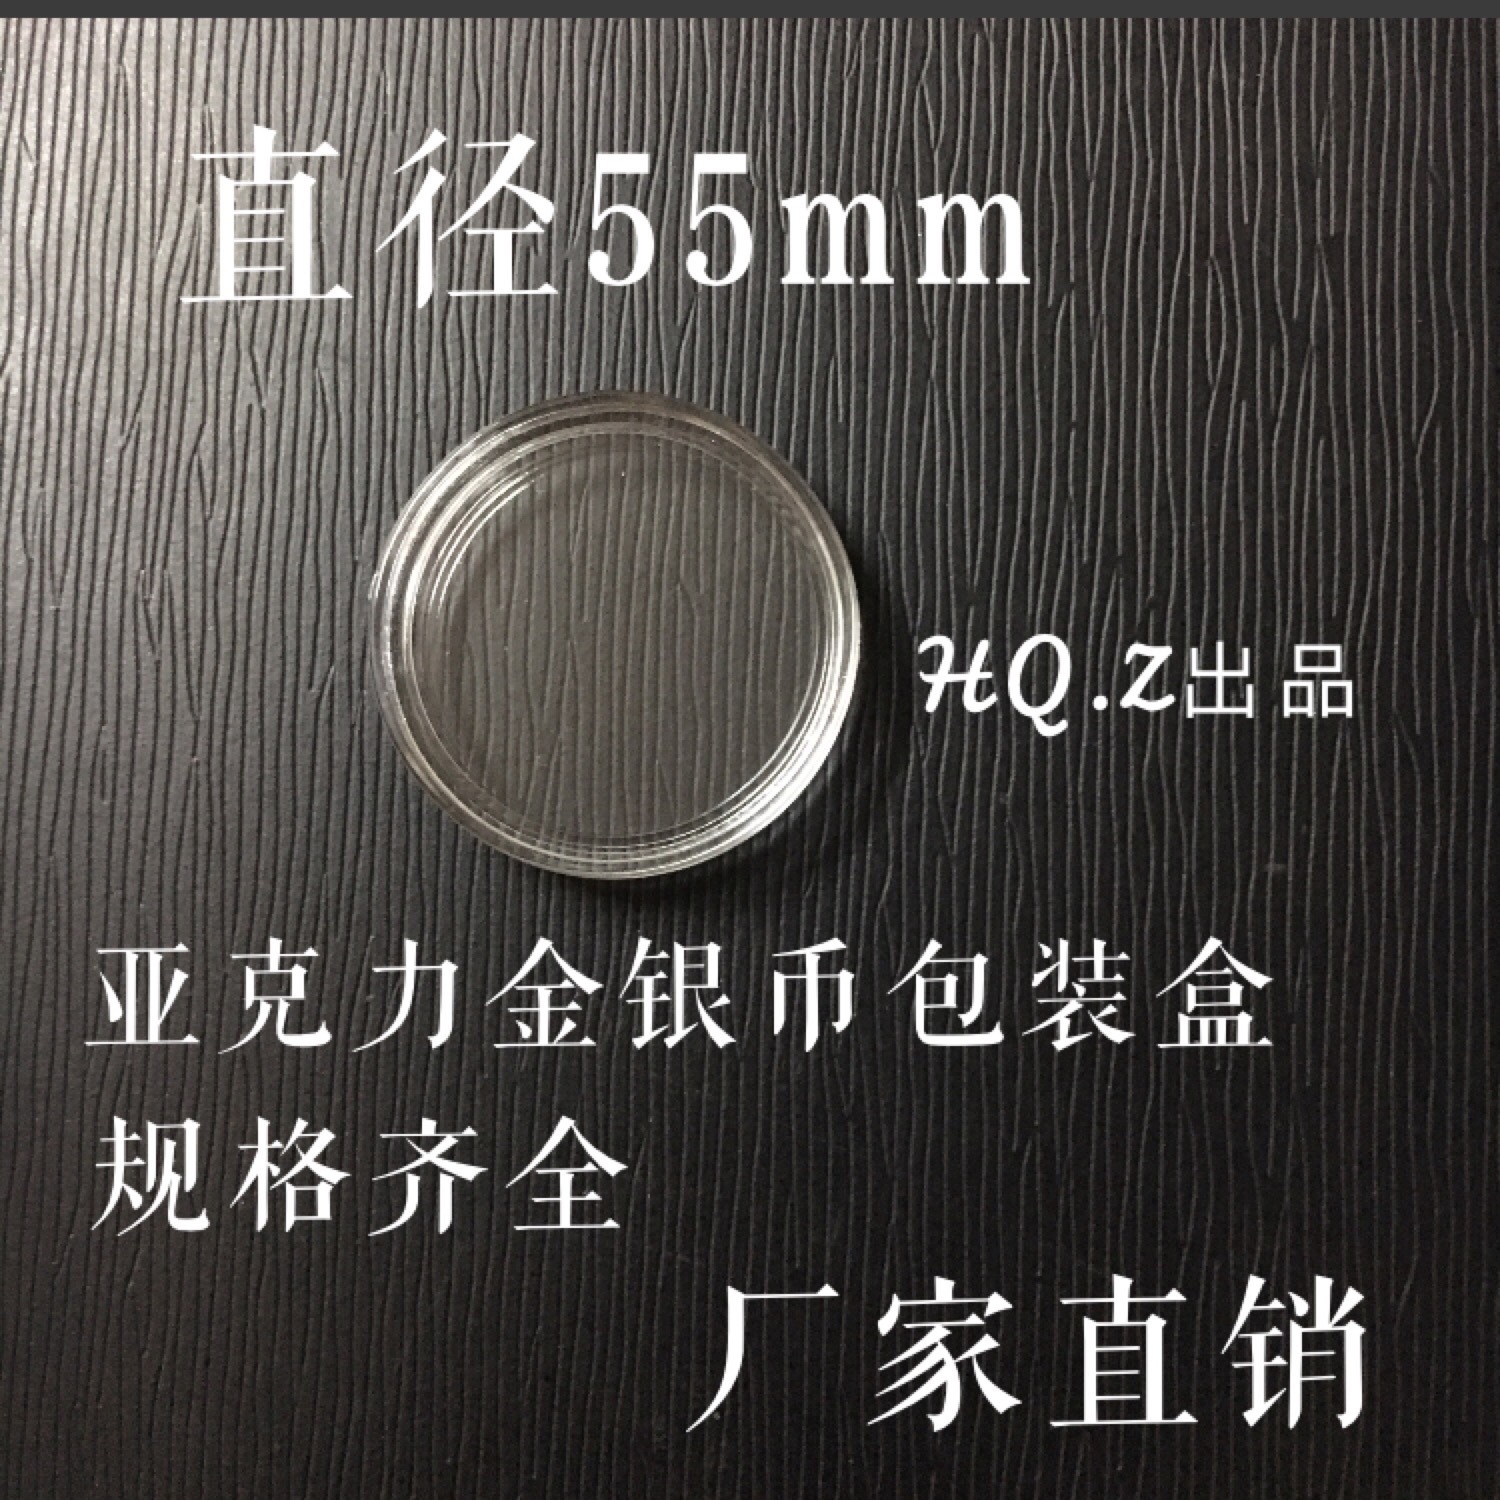 直径55mm
HQ.Z出品
亚克力金银币包装盒
规格齐全
厂家直销